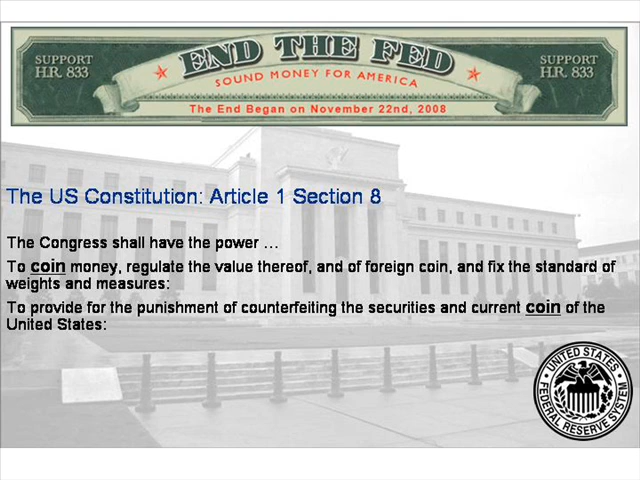 SUPPORT
H.R. 833
END THE FED
SOUND MONEY FOR AMERICA
The End Began on November 22nd, 2008
SUPPORT
H.R. 833
The US Constitution: Article 1 Section 8
The Congress shall have the power …
To coin money, regulate the value thereof, and of foreign coin, and fix the standard of
weights and measures:
To provide for the punishment of counterfeiting the securities and current coin of the
United States:
UNITED STATES
FEDERAL RESERVE SYSTEM